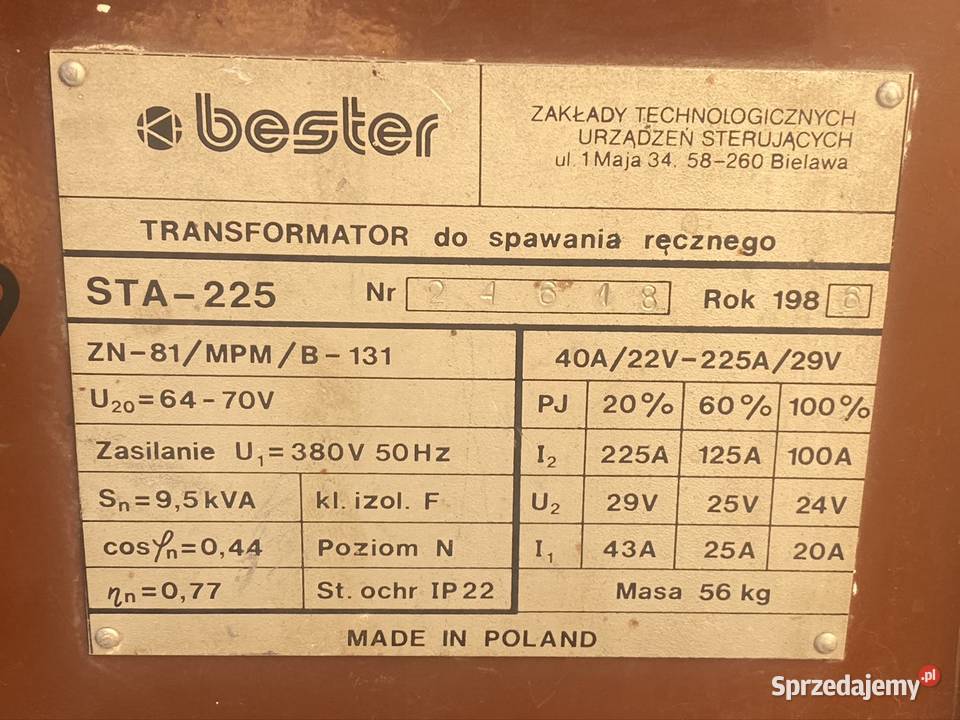 bester
ZAKŁADY TECHNOLOGICZNYCH
URZĄDZEŃ STERUJĄCYCH
ul. 1 Maja 34. 58-260 Bielawa
TRANSFORMATOR do spawania ręcznego
STA-225 Nr 21618 Rok 1986
ZN-81/MPM/B-131
U20=64-70V
Zasilanie U1=380V 50Hz
Sn=9,5kVA kl. izol. F
cosφn=0,44 Poziom N
ηn=0,77 St. ochr IP22
40A/22V-225A/29V
PJ 20% 60% 100%
I2 225A 125A 100A
U2 29V 25V 24V
I1 43A 25A 20A
Masa 56 kg
MADE IN POLAND
Sprzedajemy.pl